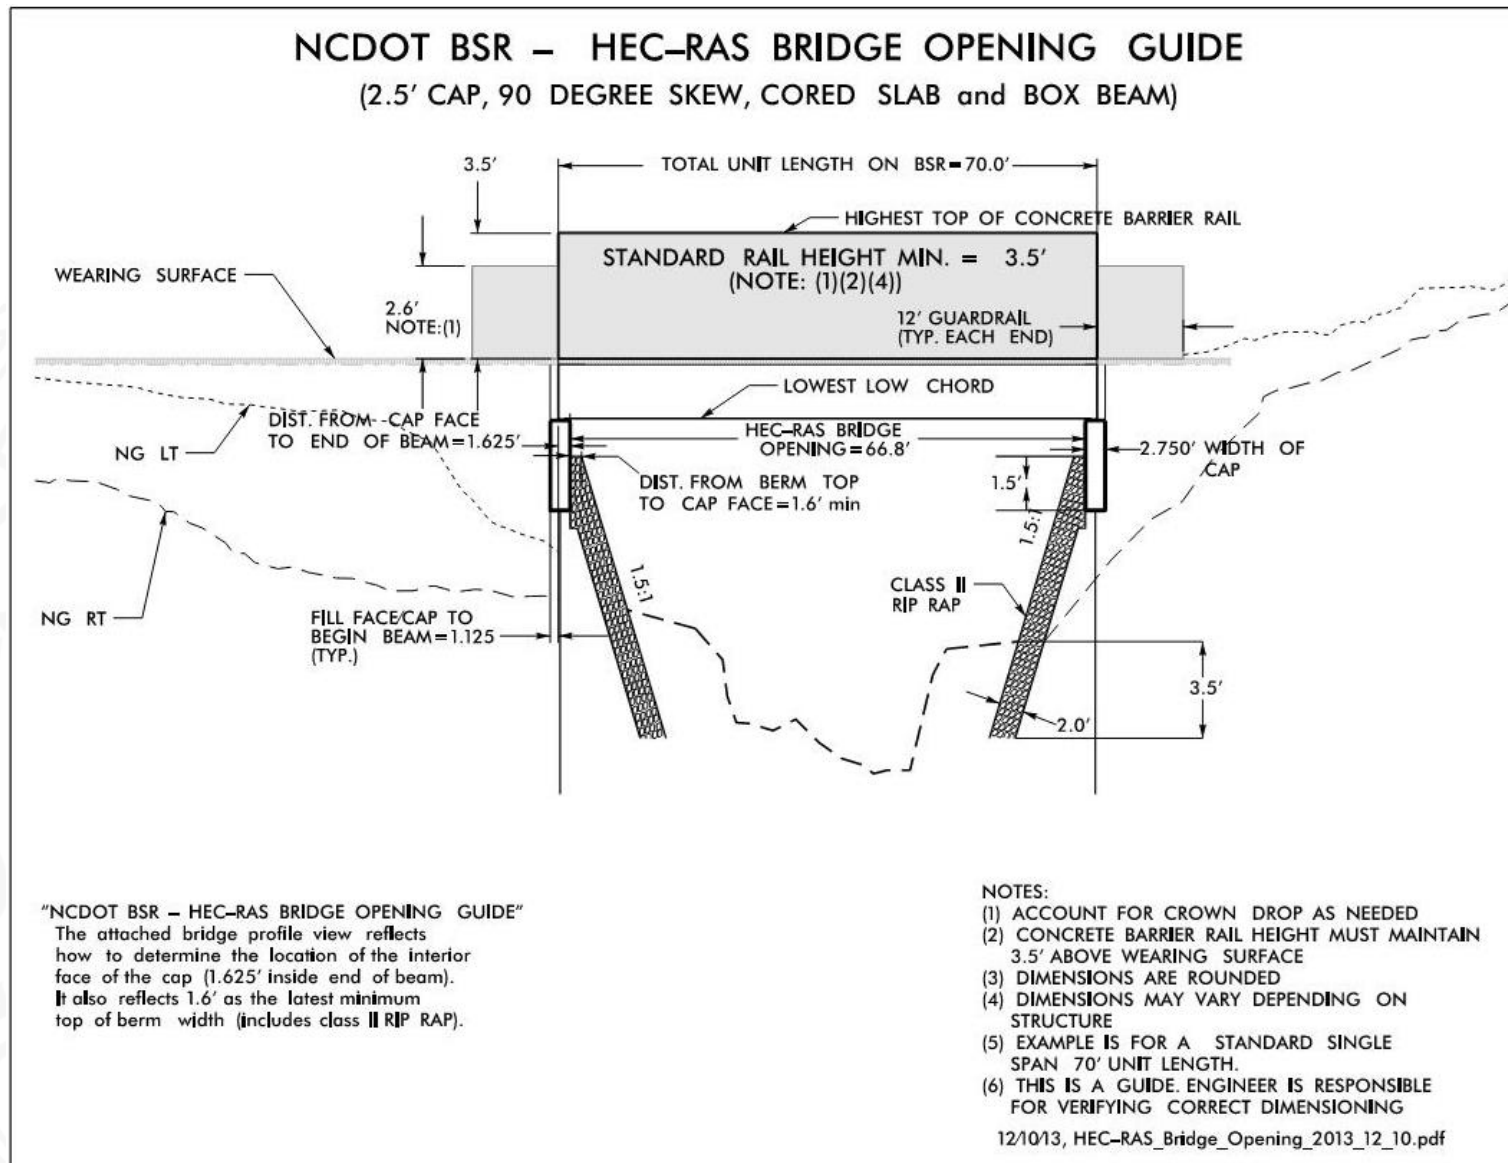 NCDOT BSR – HEC–RAS BRIDGE OPENING GUIDE
(2.5' CAP, 90 DEGREE SKEW, CORED SLAB and BOX BEAM)
3.5'
TOTAL UNIT LENGTH ON BSR=70.0'
HIGHEST TOP OF CONCRETE BARRIER RAIL
STANDARD RAIL HEIGHT MIN. = 3.5'
(NOTE: (1)(2)(4))
WEARING SURFACE
2.6'
NOTE:(1)
12' GUARDRAIL
(TYP. EACH END)
LOWEST LOW CHORD
DIST. FROM CAP FACE
TO END OF BEAM=1.625'
HEC–RAS BRIDGE
OPENING=66.8'
NG LT
2.750' WIDTH OF
CAP
DIST. FROM BERM TOP
TO CAP FACE=1.6' min
1.5'
1.5:1
1.5:1
CLASS II
RIP RAP
NG RT
FILL FACE/CAP TO
BEGIN BEAM=1.125
(TYP.)
3.5'
2.0'
"NCDOT BSR – HEC–RAS BRIDGE OPENING GUIDE"
The attached bridge profile view reflects
how to determine the location of the interior
face of the cap (1.625' inside end of beam).
It also reflects 1.6' as the latest minimum
top of berm width (includes class II RIP RAP).
NOTES:
(1) ACCOUNT FOR CROWN DROP AS NEEDED
(2) CONCRETE BARRIER RAIL HEIGHT MUST MAINTAIN
3.5' ABOVE WEARING SURFACE
(3) DIMENSIONS ARE ROUNDED
(4) DIMENSIONS MAY VARY DEPENDING ON
STRUCTURE
(5) EXAMPLE IS FOR A STANDARD SINGLE
SPAN 70' UNIT LENGTH.
(6) THIS IS A GUIDE. ENGINEER IS RESPONSIBLE
FOR VERIFYING CORRECT DIMENSIONING
12/10/13, HEC–RAS_Bridge_Opening_2013_12_10.pdf